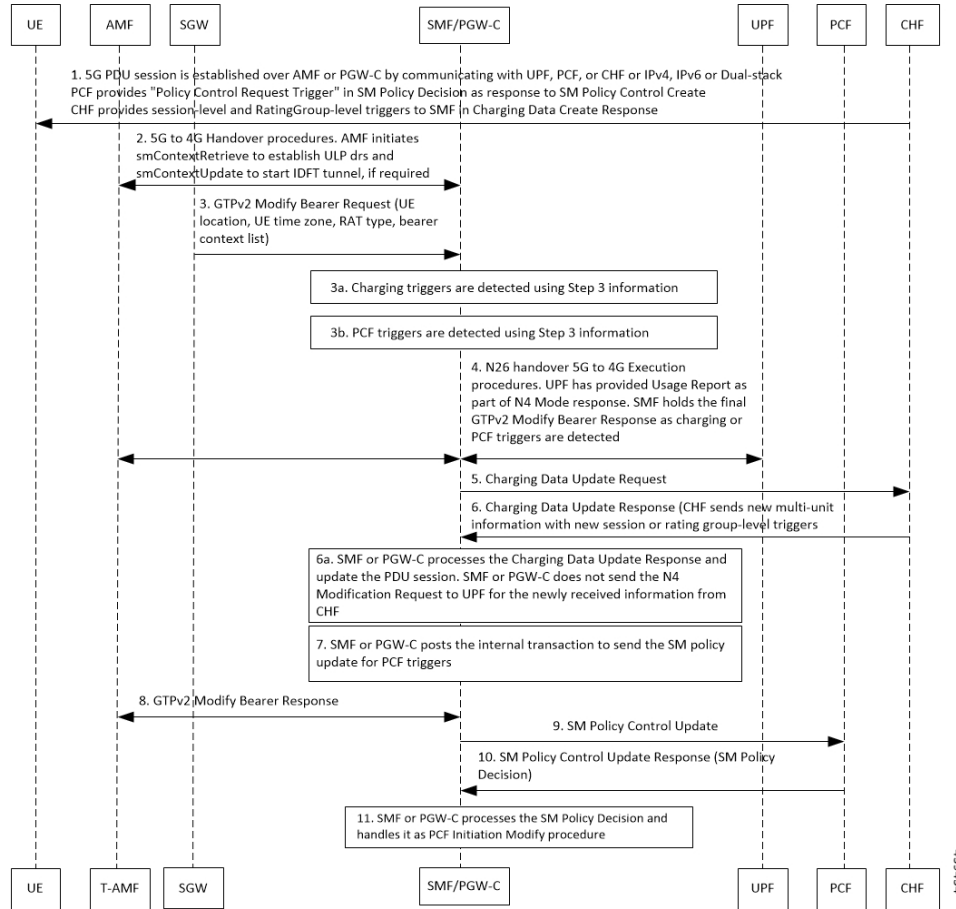 UE AMF SGW SMF/PGW-C UPF PCF CHF
1. 5G PDU session is established over AMF or PGW-C by communicating with UPF, PCF, or CHF or IPv4, IPv6 or Dual-stack
PCF provides "Policy Control Request Trigger" in SM Policy Decision as response to SM Policy Control Create
CHF provides session-level and RatingGroup-level triggers to SMF in Charging Data Create Response
2. 5G to 4G Handover procedures. AMF initiates
smContextRetrieve to establish ULP drs and
smContextUpdate to start IDFT tunnel, if required
3. GTPv2 Modify Bearer Request (UE
location, UE time zone, RAT type, bearer
context list)
3a. Charging triggers are detected using Step 3 information
3b. PCF triggers are detected using Step 3 information
4. N26 handover 5G to 4G Execution
procedures. UPF has provided Usage Report as
part of N4 Mode response. SMF holds the final
GTPv2 Modify Bearer Response as charging or
PCF triggers are detected
5. Charging Data Update Request
6. Charging Data Update Response (CHF sends new multi-unit
information with new session or rating group-level triggers
6a. SMF or PGW-C processes the Charging Data Update Response and
update the PDU session. SMF or PGW-C does not send the N4
Modification Request to UPF for the newly received information from
CHF
7. SMF or PGW-C posts the internal transaction to send the SM policy
update for PCF triggers
8. GTPv2 Modify Bearer Response
9. SM Policy Control Update
10. SM Policy Control Update Response (SM Policy
Decision)
11. SMF or PGW-C processes the SM Policy Decision and
handles it as PCF Initiation Modify procedure
UE T-AMF SGW SMF/PGW-C UPF PCF CHF